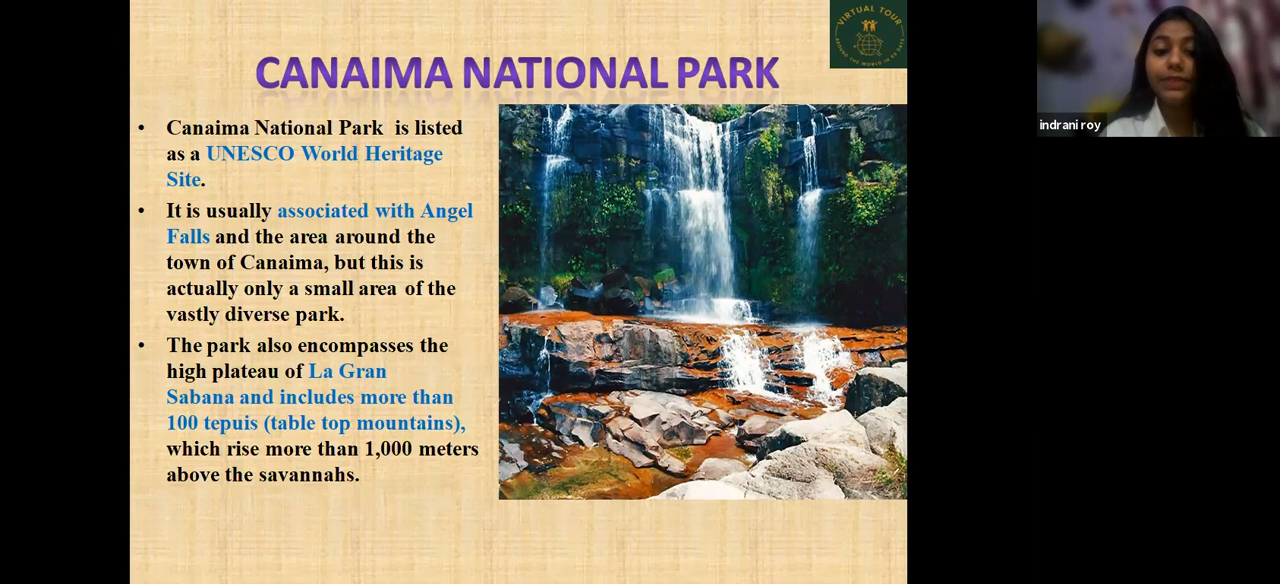 VIRTUAL TOUR
CANAIMA NATIONAL PARK
• Canaima National Park is listed
as a UNESCO World Heritage
Site.
• It is usually associated with Angel
Falls and the area around the
town of Canaima, but this is
actually only a small area of the
vastly diverse park.
• The park also encompasses the
high plateau of La Gran
Sabana and includes more than
100 tepuis (table top mountains),
which rise more than 1,000 meters
above the savannahs.
indrani roy